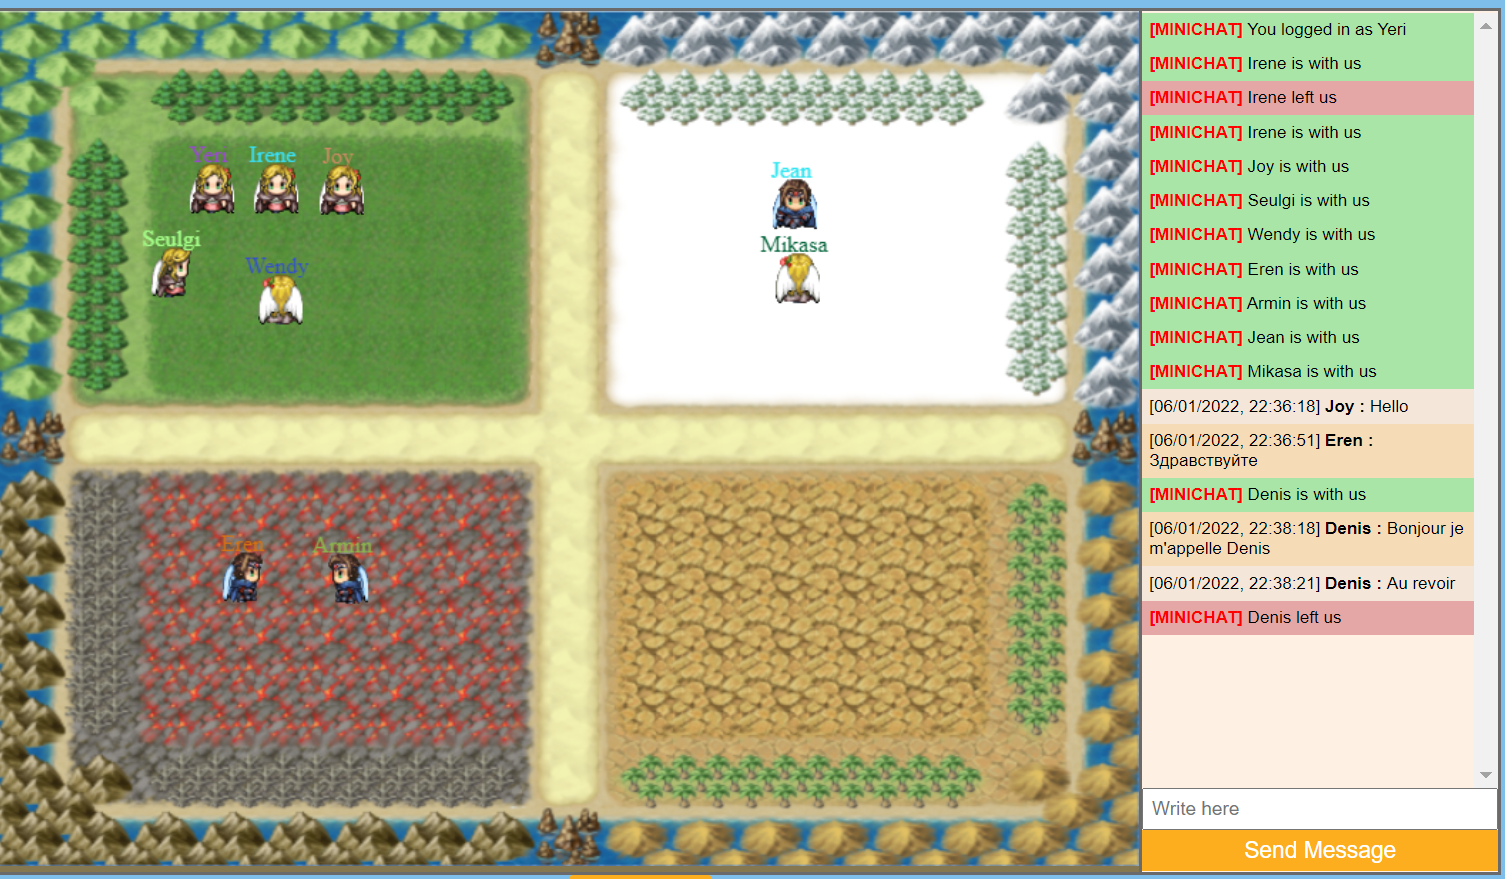 Yeri Irene Joy
Seulgi
Wendy
Jean
Mikasa
Eren Armin
[MINICHAT] You logged in as Yeri
[MINICHAT] Irene is with us
[MINICHAT] Irene left us
[MINICHAT] Irene is with us
[MINICHAT] Joy is with us
[MINICHAT] Seulgi is with us
[MINICHAT] Wendy is with us
[MINICHAT] Eren is with us
[MINICHAT] Armin is with us
[MINICHAT] Jean is with us
[MINICHAT] Mikasa is with us
[06/01/2022, 22:36:18] Joy : Hello
[06/01/2022, 22:36:51] Eren :
Здравствуйте
[MINICHAT] Denis is with us
[06/01/2022, 22:38:18] Denis : Bonjour je
m'appelle Denis
[06/01/2022, 22:38:21] Denis : Au revoir
[MINICHAT] Denis left us
Write here
Send Message